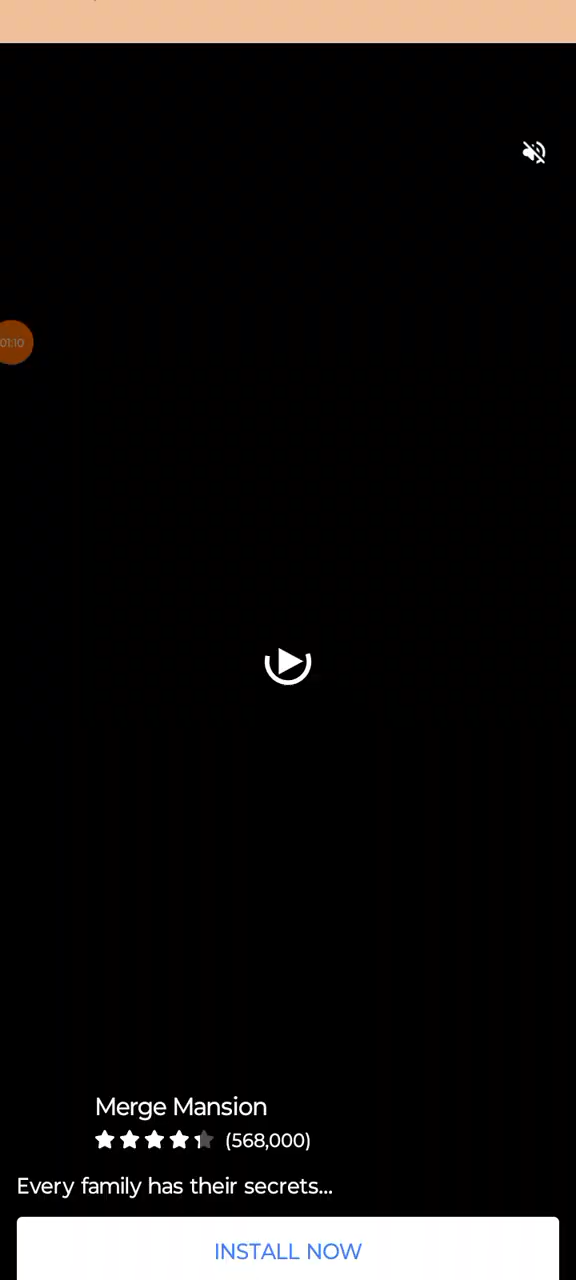 01:10
Merge Mansion
(568,000)
Every family has their secrets...
INSTALL NOW